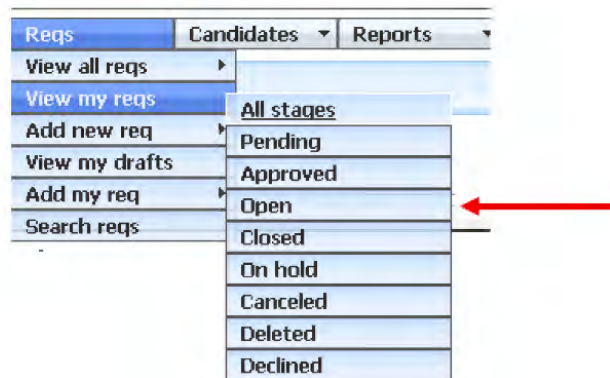 Reqs Candidates Reports
View all reqs
View my reqs
Add new req
View my drafts
Add my req
Search reqs
All stages
Pending
Approved
Open
Closed
On hold
Canceled
Deleted
Declined